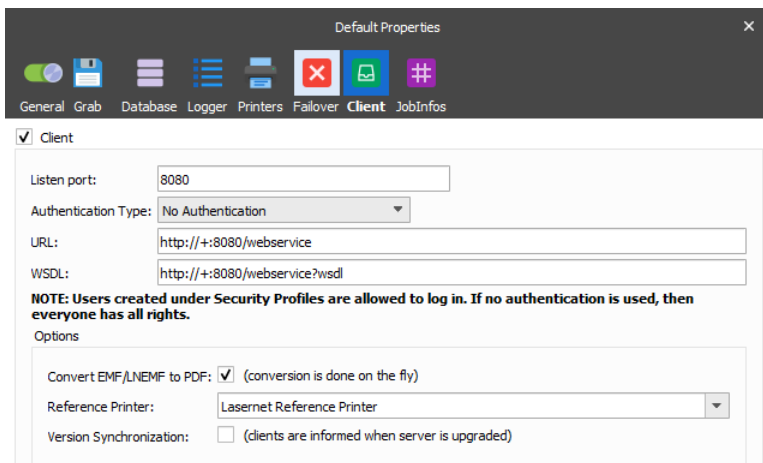 Default Properties
General Grab Database Logger Printers Failover Client JobInfos
Client
Listen port: 8080
Authentication Type: No Authentication
URL: http://+:8080/webservice
WSDL: http://+:8080/webservice?wsdl
NOTE: Users created under Security Profiles are allowed to log in. If no authentication is used, then
everyone has all rights.
Options
Convert EMF/LNEMF to PDF: (conversion is done on the fly)
Reference Printer: Lasernet Reference Printer
Version Synchronization: (clients are informed when server is upgraded)